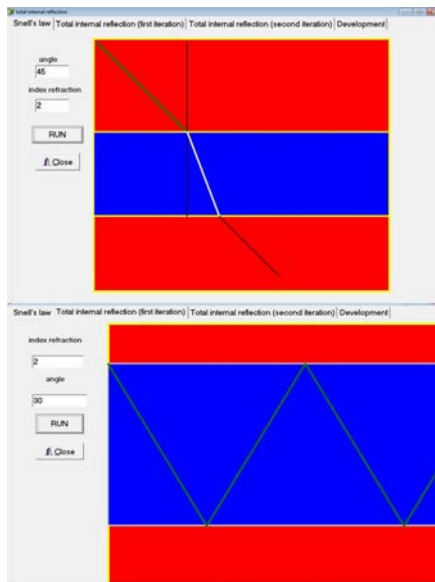 total internal reflection
Snell's law Total internal reflection (first iteration) Total internal reflection (second iteration) Development
angle
45
index refraction
2
RUN
Close
Snell's law Total internal reflection (first iteration) Total internal reflection (second iteration) Development
index refraction
2
angle
30
RUN
Close